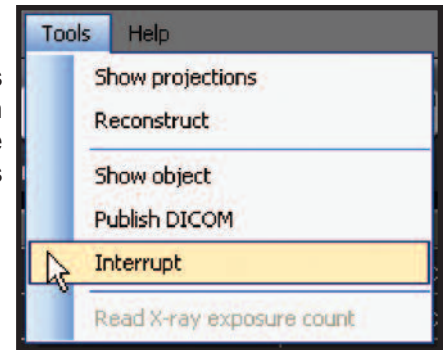 Tools Help
Show projections
Reconstruct
Show object
Publish DICOM
Interrupt
Read X-ray exposure count